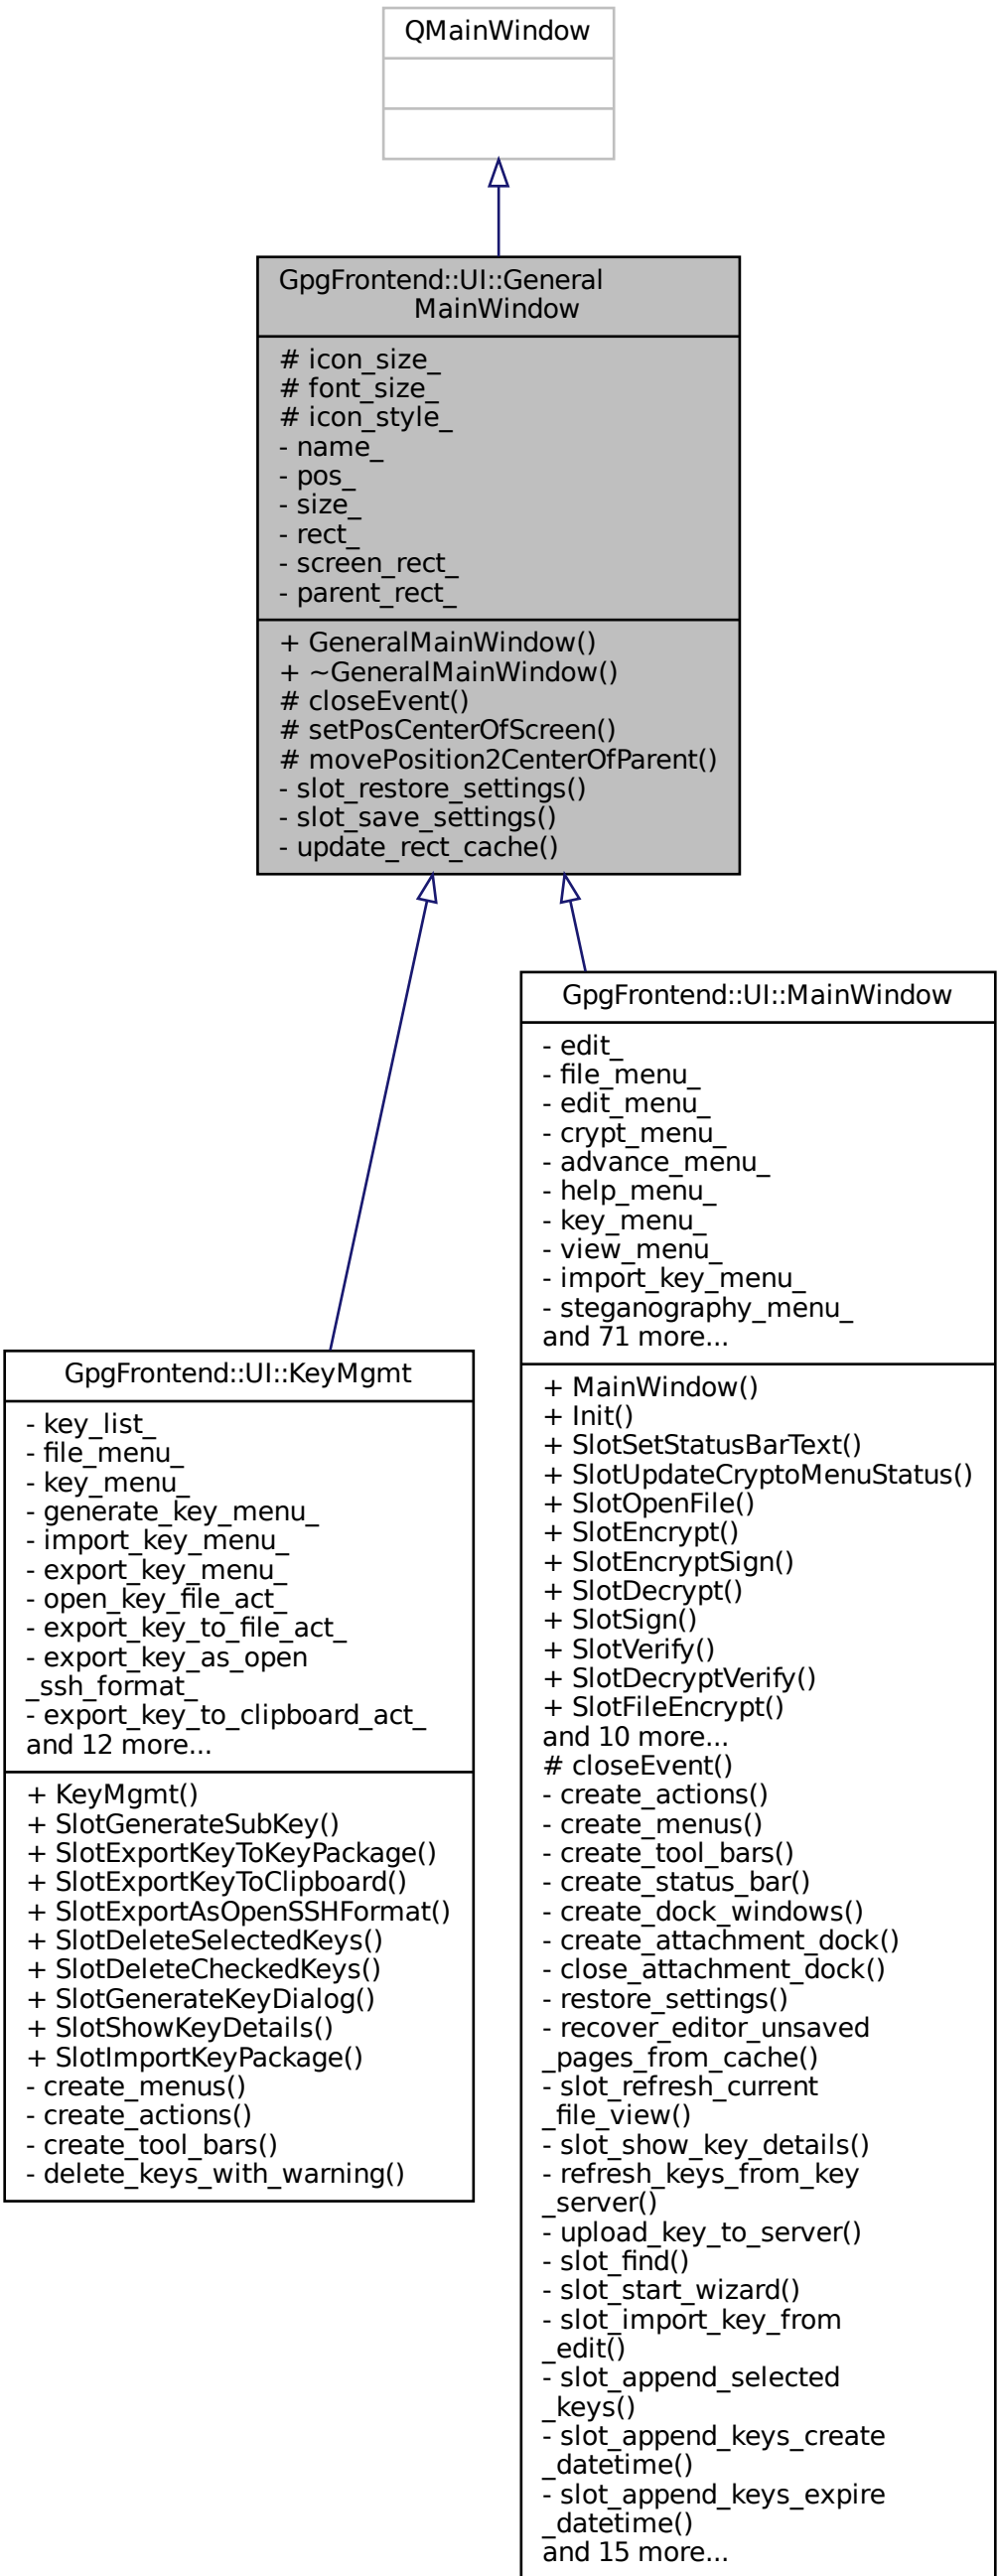 QMainWindow
GpgFrontend::UI::General
MainWindow
# icon_size_
# font_size_
# icon_style_
- name_
- pos_
- size_
- rect_
- screen_rect_
- parent_rect_
+ GeneralMainWindow()
+ ~GeneralMainWindow()
# closeEvent()
# setPosCenterOfScreen()
# movePosition2CenterOfParent()
- slot_restore_settings()
- slot_save_settings()
- update_rect_cache()
GpgFrontend::UI::KeyMgmt
- key_list_
- file_menu_
- key_menu_
- generate_key_menu_
- import_key_menu_
- export_key_menu_
- open_key_file_act_
- export_key_to_file_act_
- export_key_as_open
_ssh_format_
- export_key_to_clipboard_act_
and 12 more...
+ KeyMgmt()
+ SlotGenerateSubKey()
+ SlotExportKeyToKeyPackage()
+ SlotExportKeyToClipboard()
+ SlotExportAsOpenSSHFormat()
+ SlotDeleteSelectedKeys()
+ SlotDeleteCheckedKeys()
+ SlotGenerateKeyDialog()
+ SlotShowKeyDetails()
+ SlotImportKeyPackage()
- create_menus()
- create_actions()
- create_tool_bars()
- delete_keys_with_warning()
GpgFrontend::UI::MainWindow
- edit_
- file_menu_
- edit_menu_
- crypt_menu_
- advance_menu_
- help_menu_
- key_menu_
- view_menu_
- import_key_menu_
- steganography_menu_
and 71 more...
+ MainWindow()
+ Init()
+ SlotSetStatusBarText()
+ SlotUpdateCryptoMenuStatus()
+ SlotOpenFile()
+ SlotEncrypt()
+ SlotEncryptSign()
+ SlotDecrypt()
+ SlotSign()
+ SlotVerify()
+ SlotDecryptVerify()
+ SlotFileEncrypt()
and 10 more...
# closeEvent()
- create_actions()
- create_menus()
- create_tool_bars()
- create_status_bar()
- create_dock_windows()
- create_attachment_dock()
- close_attachment_dock()
- restore_settings()
- recover_editor_unsaved
_pages_from_cache()
- slot_refresh_current
_file_view()
- slot_show_key_details()
- refresh_keys_from_key
_server()
- upload_key_to_server()
- slot_find()
- slot_start_wizard()
- slot_import_key_from
_edit()
- slot_append_selected
_keys()
- slot_append_keys_create
_datetime()
- slot_append_keys_expire
_datetime()
and 15 more...